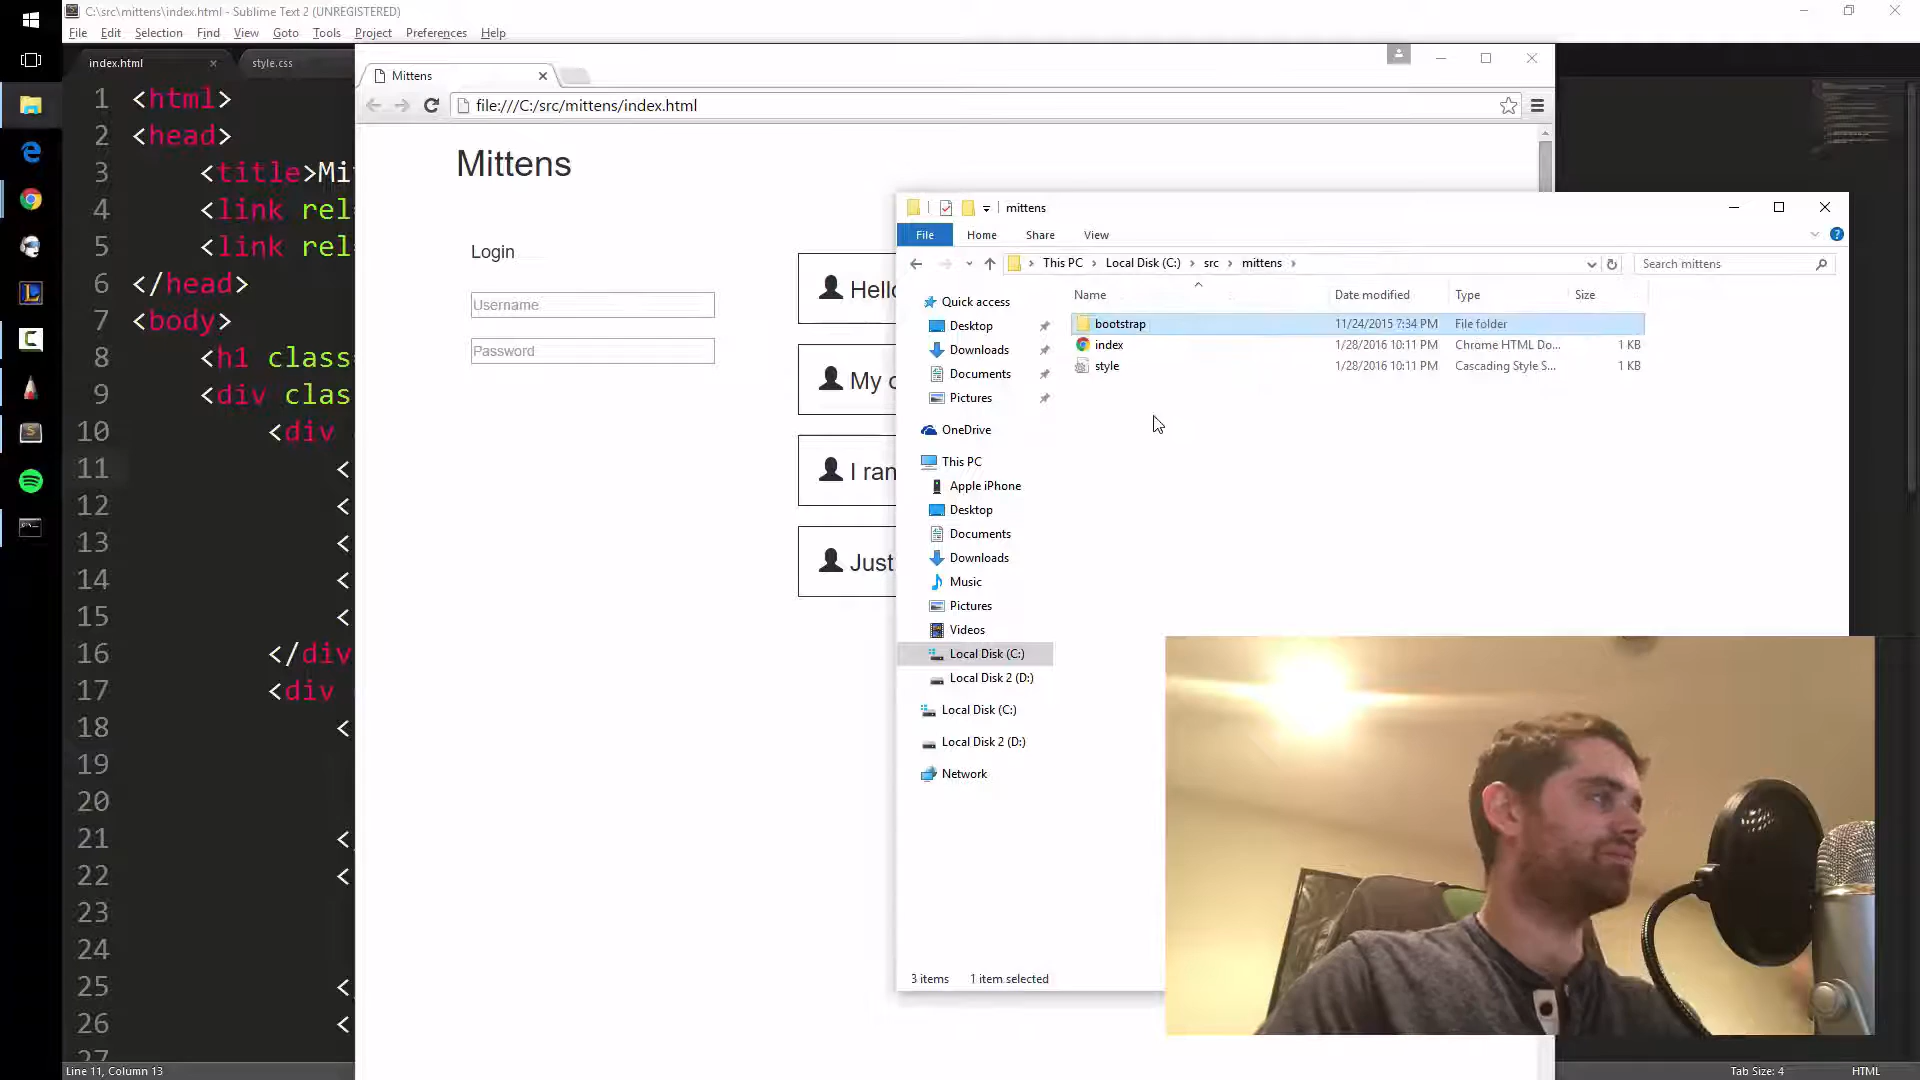 C:\src\mittens\index.html - Sublime Text 2 (UNREGISTERED)
File Edit Selection Find View Goto Tools Project Preferences Help
index.html
style.css
1 <html>
2 <head>
3 <title>Mi
4 <link rel
5 <link rel
6 </head>
7 <body>
8 <h1 class
9 <div clas
10 <div
11 <
12 <
13 <
14 <
15 <
16 </div
17 <div
18 <
19
20
21 <
22 <
23
24
25 <
26 <
27
Line 11, Column 13
Tab Size: 4
HTML
Mittens
file:///C:/src/mittens/index.html
Mittens
Login
Username
Password
Hello
My
I ran
Just
mittens
File Home Share View
This PC > Local Disk (C:) > src > mittens >
Search mittens
Quick access
Desktop
Downloads
Documents
Pictures
OneDrive
This PC
Apple iPhone
Desktop
Documents
Downloads
Music
Pictures
Videos
Local Disk (C:)
Local Disk 2 (D:)
Local Disk (C:)
Local Disk 2 (D:)
Network
Name Date modified Type Size
bootstrap 11/24/2015 7:34 PM File folder
index 1/28/2016 10:11 PM Chrome HTML Do... 1 KB
style 1/28/2016 10:11 PM Cascading Style S... 1 KB
3 items 1 item selected